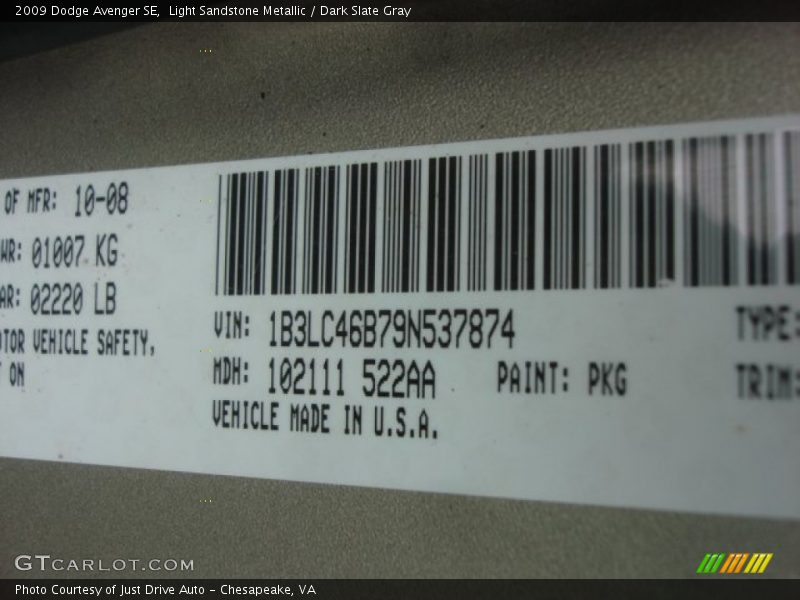 2009 Dodge Avenger SE,  Light Sandstone Metallic / Dark Slate Gray
OF MFR: 10-08
WR: 01007 KG
AR: 02220 LB
OTOR VEHICLE SAFETY,
ON
VIN: 1B3LC46B79N537874
MDH: 102111 522AA
PAINT: PKG
VEHICLE MADE IN U.S.A.
TYPE:
TRIM:
GTCARLOT.COM
Photo Courtesy of Just Drive Auto - Chesapeake, VA